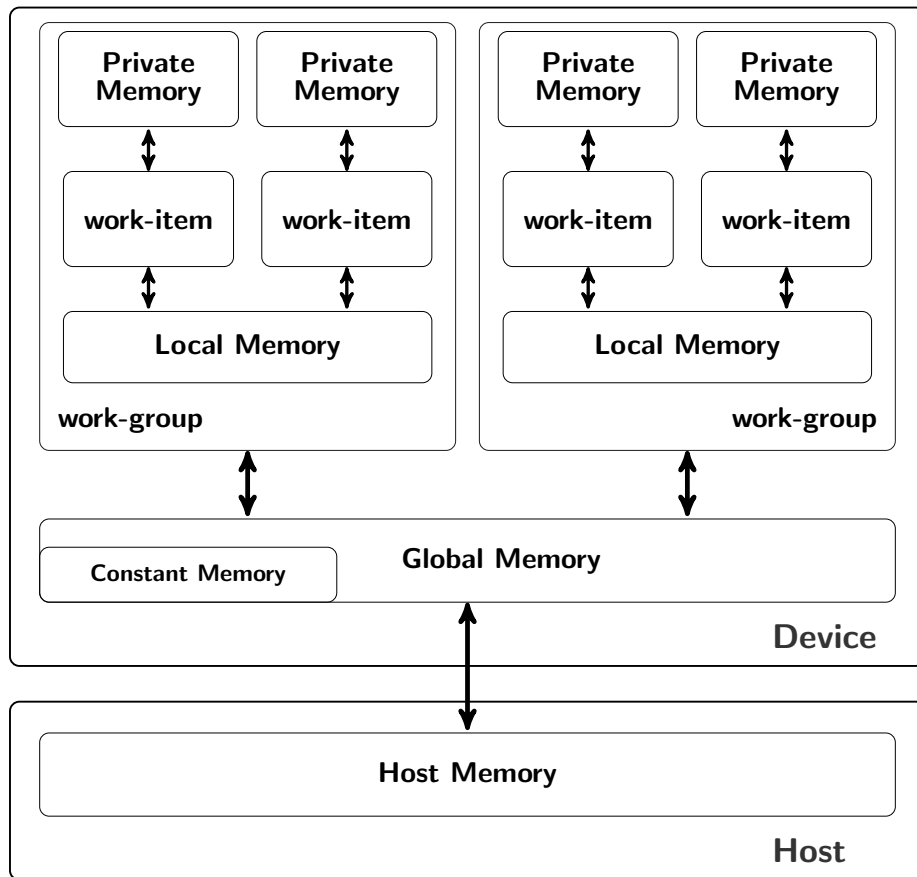 Private
Memory
Private
Memory
Private
Memory
Private
Memory
work-item
work-item
work-item
work-item
Local Memory
Local Memory
work-group
work-group
Global Memory
Constant Memory
Device
Host Memory
Host